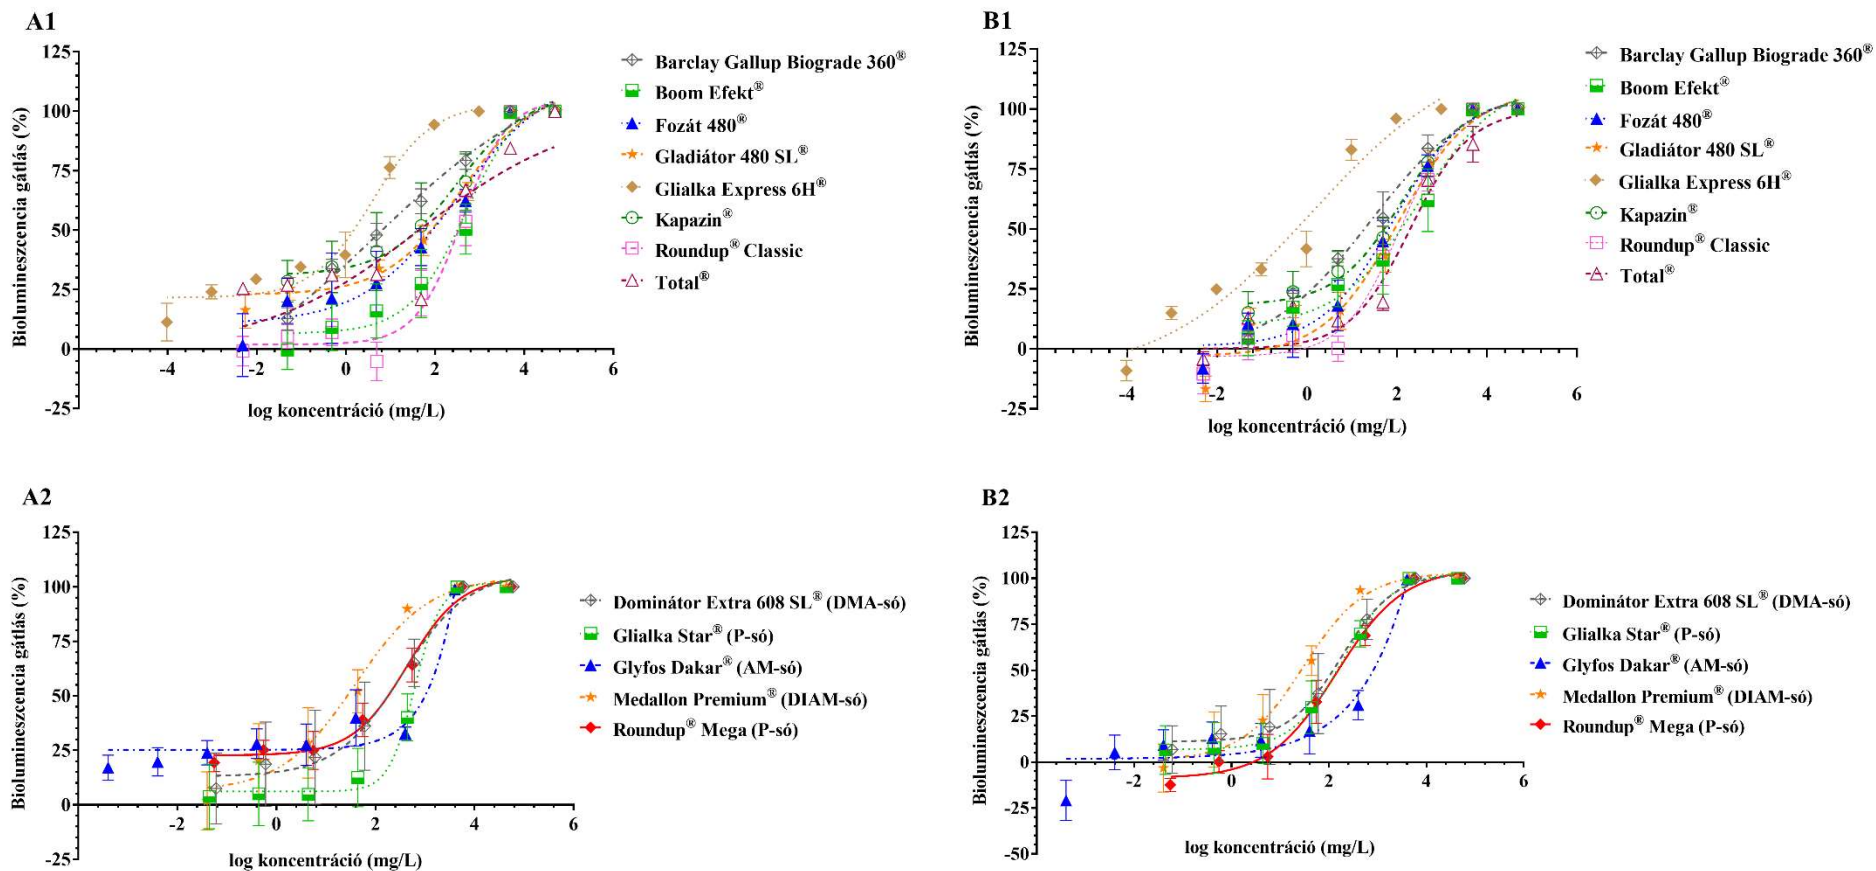 A1
125
100
75
50
25
0
-25
-4
-2
0
2
4
6
Biolumineszcencia gátlás (%)
log koncentráció (mg/L)
Barclay Gallup Biograde 360®
Boom Efekt®
Fozát 480®
Gladiátor 480 SL®
Glialka Express 6H®
Kapazin®
Roundup® Classic
Total®
B1
125
100
75
50
25
0
-25
-4
-2
0
2
4
6
Biolumineszcencia gátlás (%)
log koncentráció (mg/L)
Barclay Gallup Biograde 360®
Boom Efekt®
Fozát 480®
Gladiátor 480 SL®
Glialka Express 6H®
Kapazin®
Roundup® Classic
Total®
A2
125
100
75
50
25
0
-25
-2
0
2
4
6
Biolumineszcencia gátlás (%)
log koncentráció (mg/L)
Dominátor Extra 608 SL® (DMA-só)
Glialka Star® (P-só)
Glyfos Dakar® (AM-só)
Medallon Premium® (DIAM-só)
Roundup® Mega (P-só)
B2
125
100
75
50
25
0
-25
-50
-2
0
2
4
6
Biolumineszcencia gátlás (%)
log koncentráció (mg/L)
Dominátor Extra 608 SL® (DMA-só)
Glialka Star® (P-só)
Glyfos Dakar® (AM-só)
Medallon Premium® (DIAM-só)
Roundup® Mega (P-só)